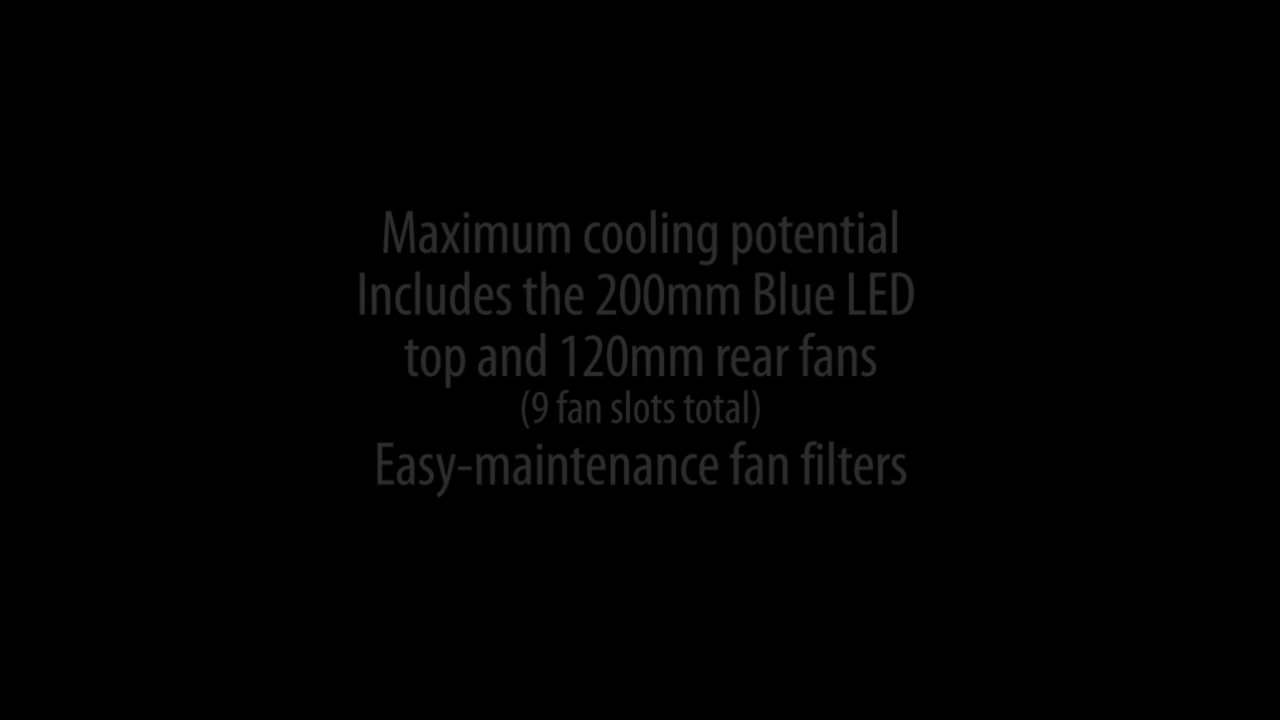 Maximum cooling potential
Includes the 200mm Blue LED
top and 120mm rear fans
(9 fan slots total)
Easy-maintenance fan filters